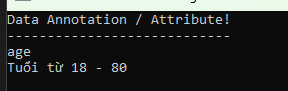 Data Annotation / Attribute!
----------------------------
age
Tuổi từ 18 - 80